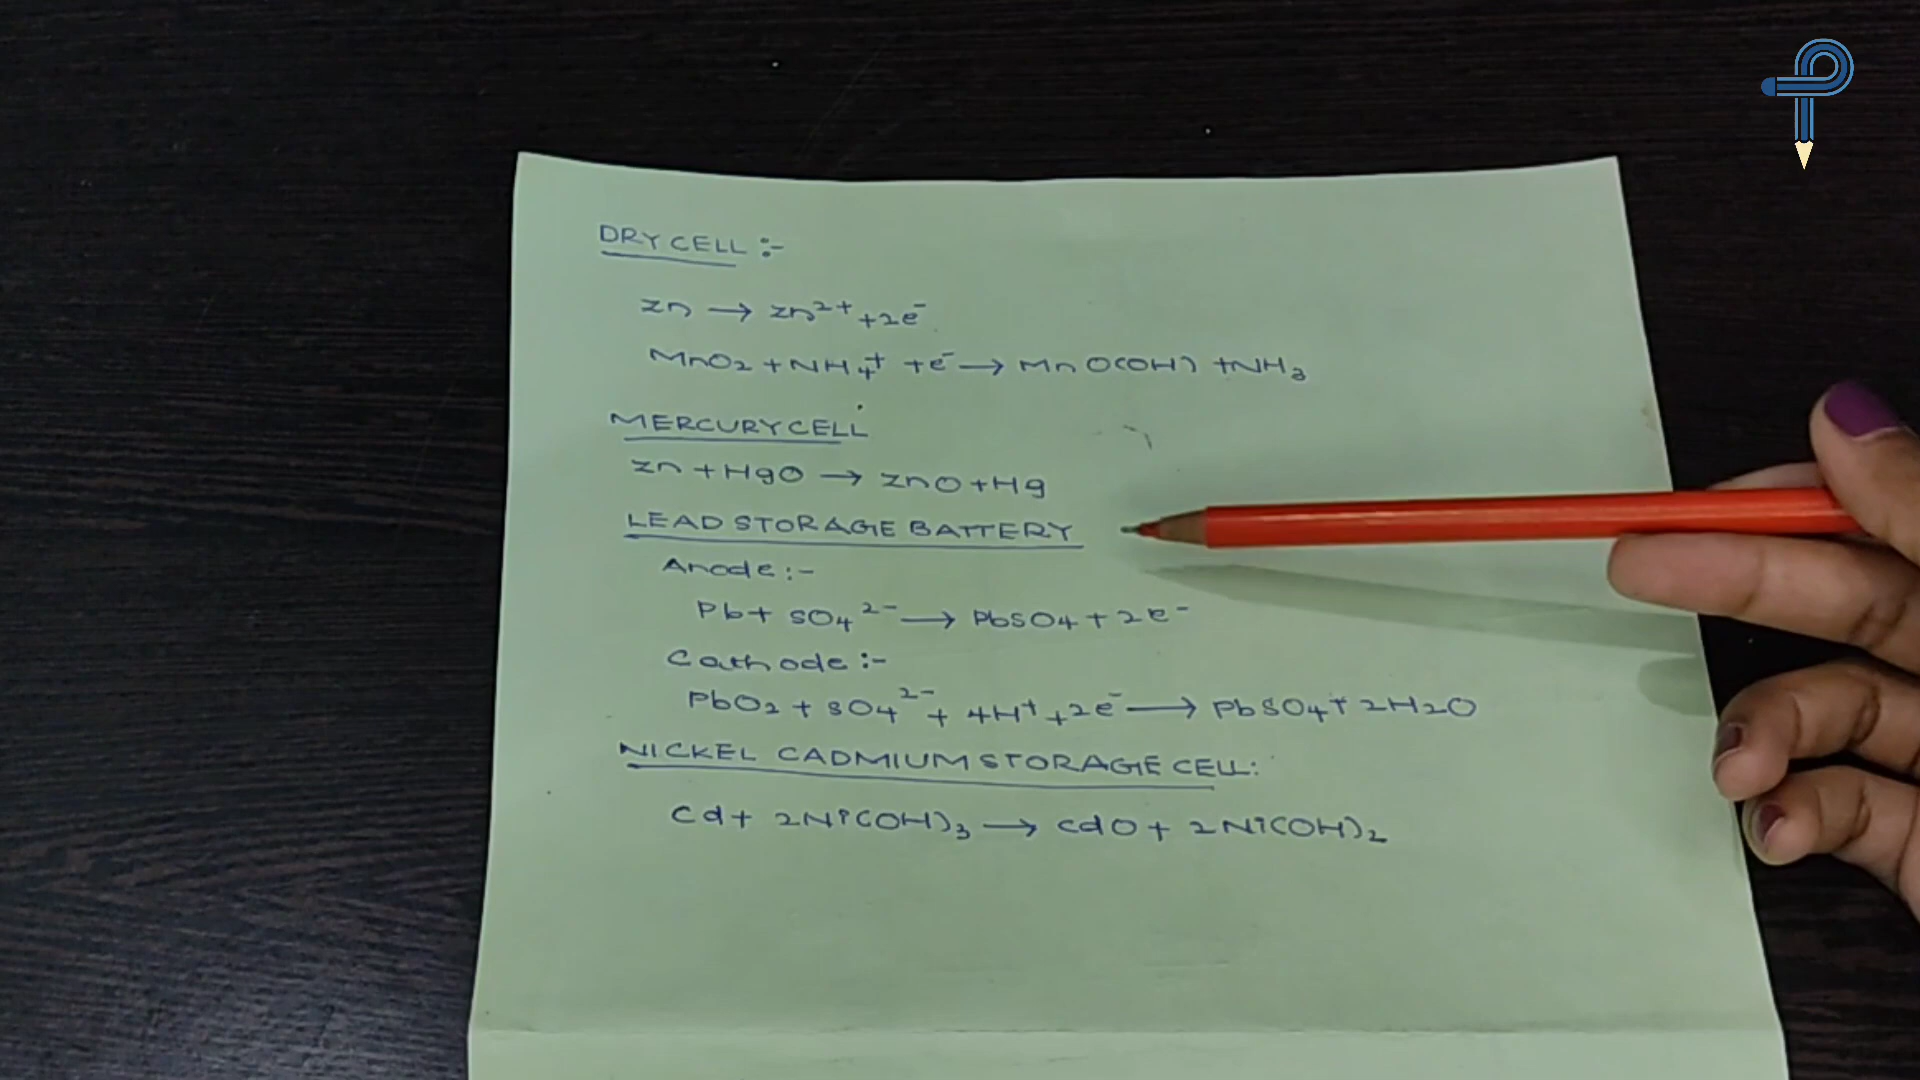 DRY CELL :-
Zn → Zn²⁺ + 2e⁻
MnO₂ + NH₄⁺ + e⁻ → MnO(OH) + NH₃
MERCURY CELL
Zn + HgO → ZnO + Hg
LEAD STORAGE BATTERY
Anode :-
Pb + SO₄²⁻ → PbSO₄ + 2e⁻
Cathode :-
PbO₂ + SO₄²⁻ + 4H⁺ + 2e⁻ → PbSO₄ + 2H₂O
NICKEL CADMIUM STORAGE CELL:
Cd + 2Ni(OH)₃ → CdO + 2Ni(OH)₂